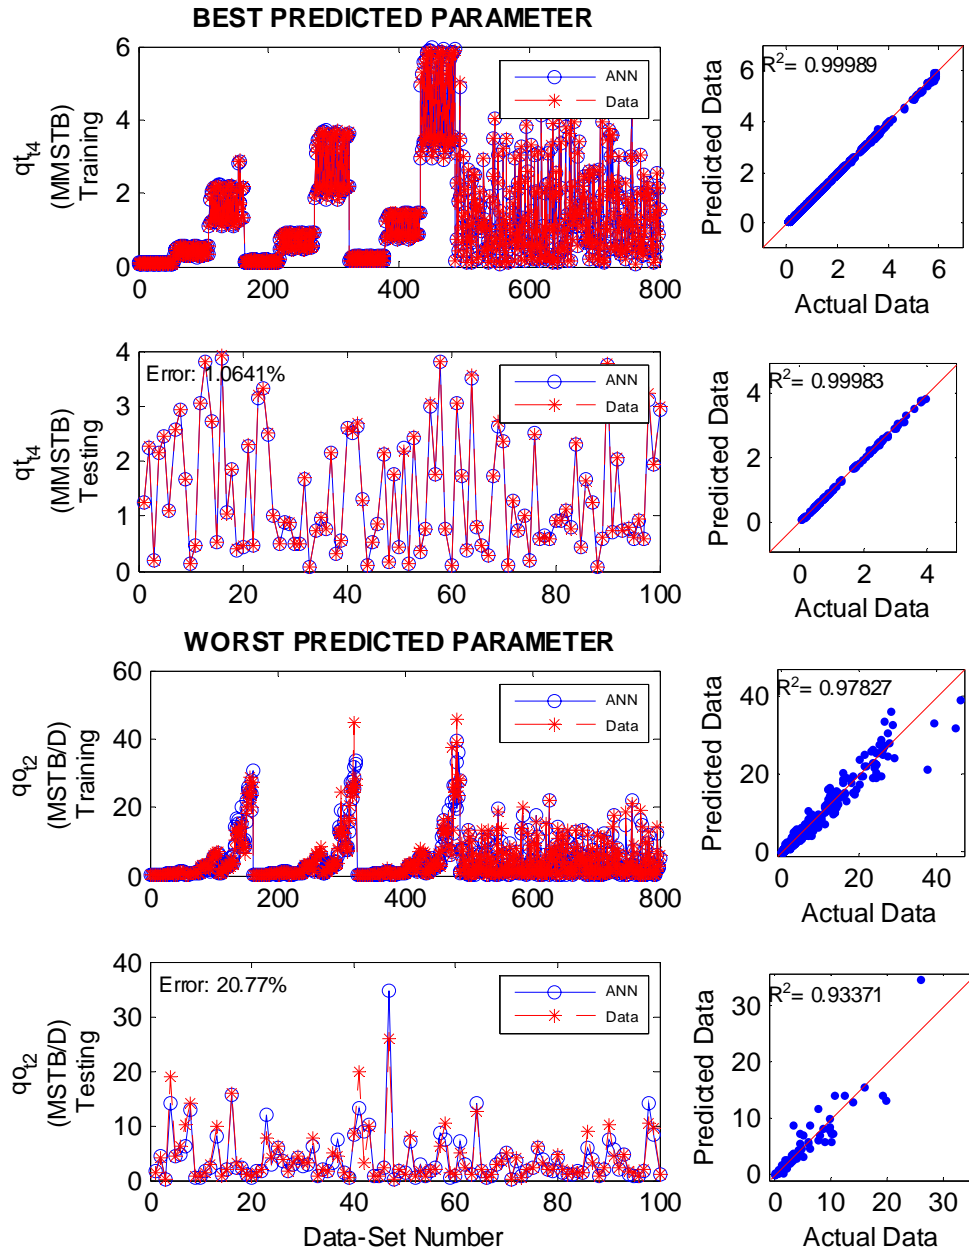 BEST PREDICTED PARAMETER
qt_t4
(MMSTB)
Training
6
4
2
0
0 200 400 600 800
ANN
Data
Predicted Data
R²= 0.99989
6
4
2
0
0 2 4 6
Actual Data
qt_t4
(MMSTB)
Testing
4
3
2
1
0
0 20 40 60 80 100
Error: 1.0641%
ANN
Data
Predicted Data
R²= 0.99983
4
2
0
0 2 4
Actual Data
WORST PREDICTED PARAMETER
qo_t2
(MSTB/D)
Training
60
40
20
0
0 200 400 600 800
ANN
Data
Predicted Data
R²= 0.97827
40
20
0
0 20 40
Actual Data
qo_t2
(MSTB/D)
Testing
40
30
20
10
0
0 20 40 60 80 100
Error: 20.77%
ANN
Data
Data-Set Number
Predicted Data
R²= 0.93371
30
20
10
0
0 10 20 30
Actual Data